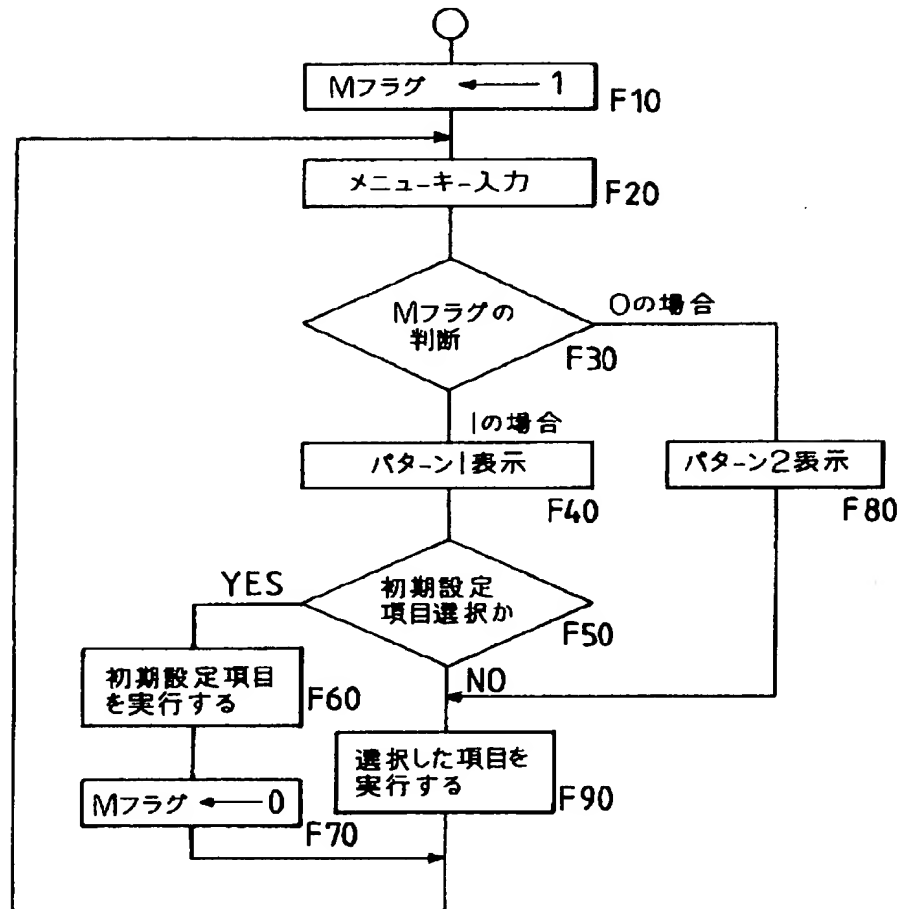 Mフラグ ← 1
F10
メニューキー入力
F20
Mフラグの
判断
0の場合
F30
1の場合
パターン1表示
F40
パターン2表示
F80
YES
初期設定
項目選択か
F50
NO
初期設定項目
を実行する
F60
選択した項目を
実行する
F90
Mフラグ ← 0
F70